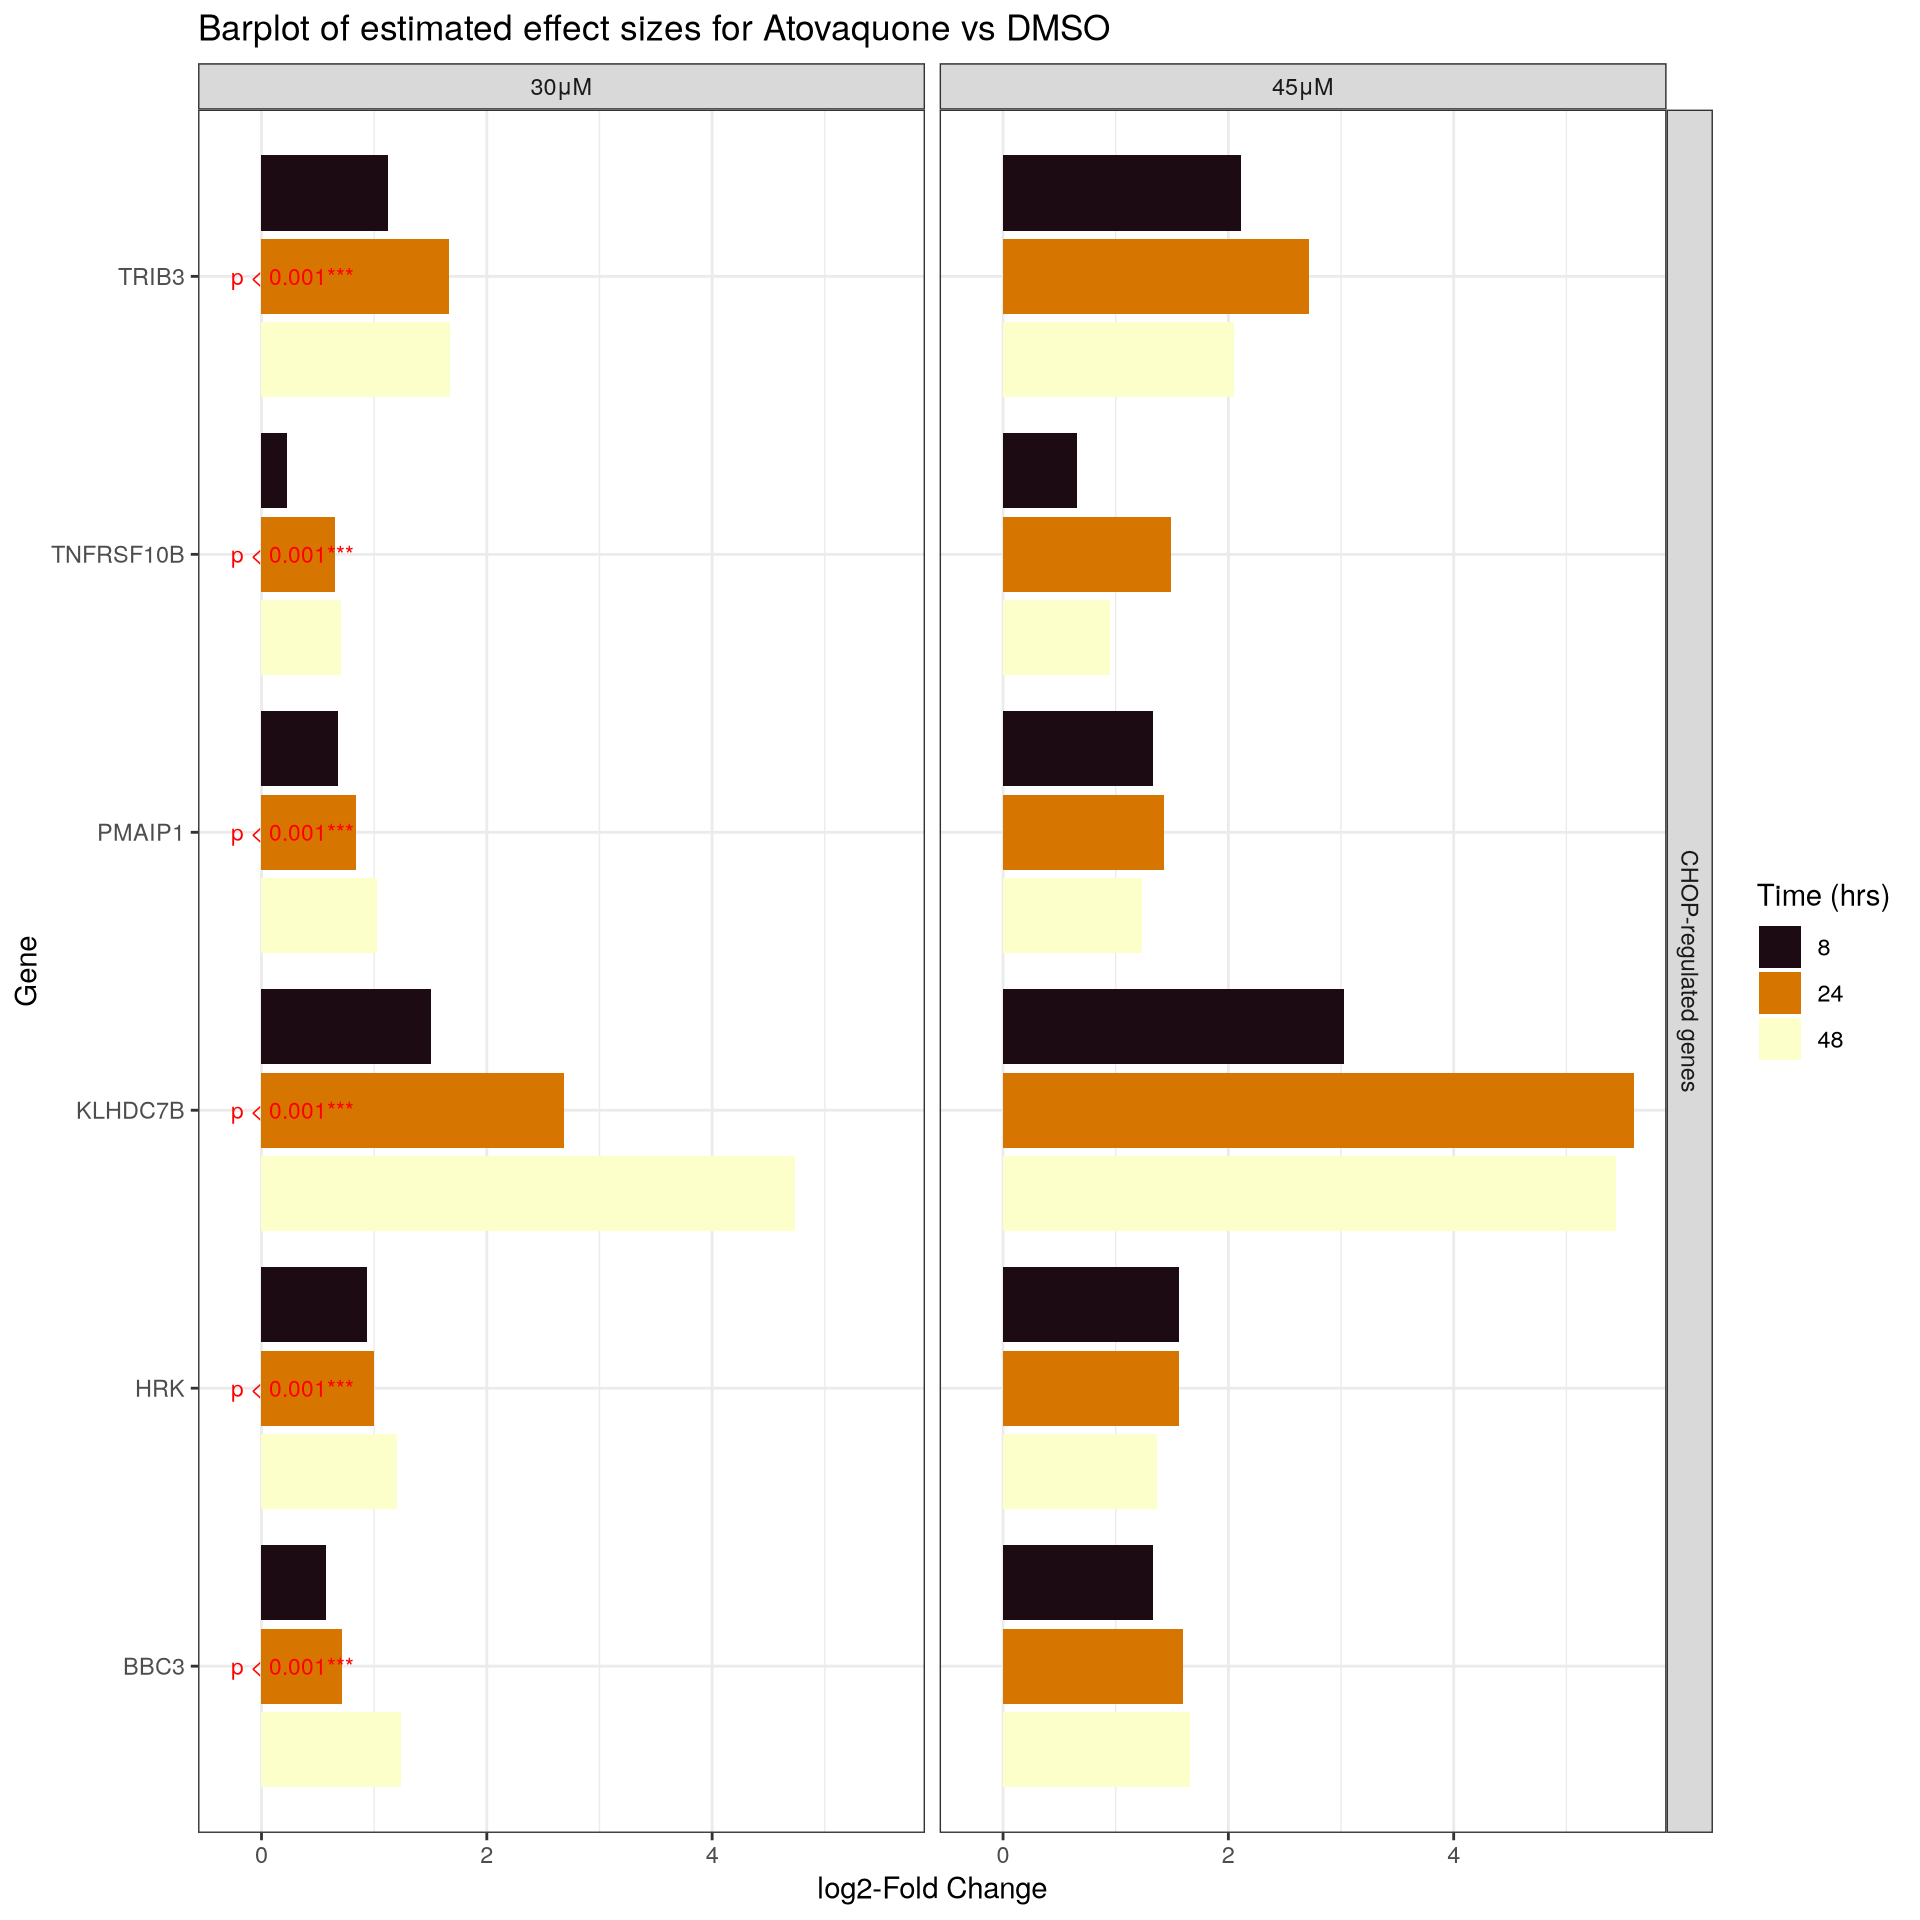 Barplot of estimated effect sizes for Atovaquone vs DMSO
30µM
45µM
TRIB3
p < 0.001***
TNFRSF10B
p < 0.001***
PMAIP1
p < 0.001***
KLHDC7B
p < 0.001***
HRK
p < 0.001***
BBC3
p < 0.001***
Gene
CHOP-regulated genes
Time (hrs)
8
24
48
0 2 4
0 2 4
log2-Fold Change